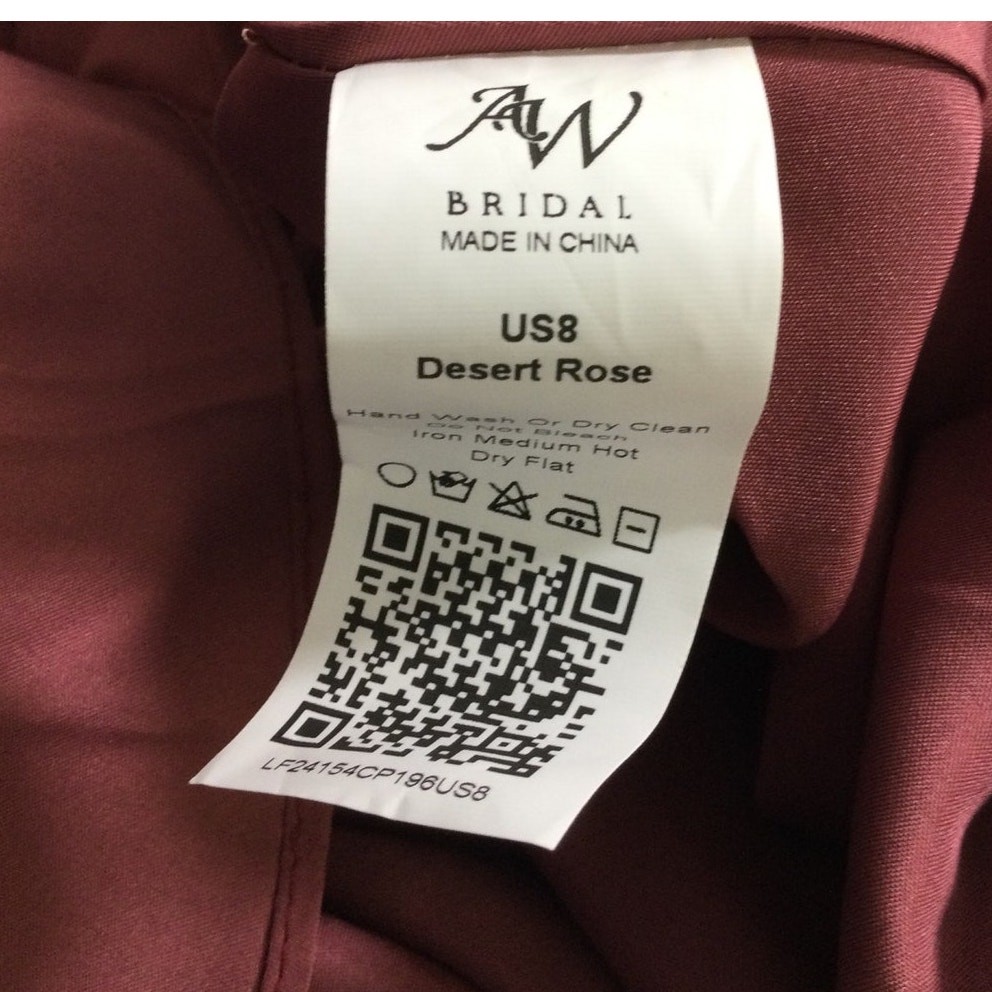 AW
BRIDAL
MADE IN CHINA
US8
Desert Rose
Hand Wash Or Dry Clean
Do Not Bleach
Iron Medium Hot
Dry Flat
LF24154CP196US8